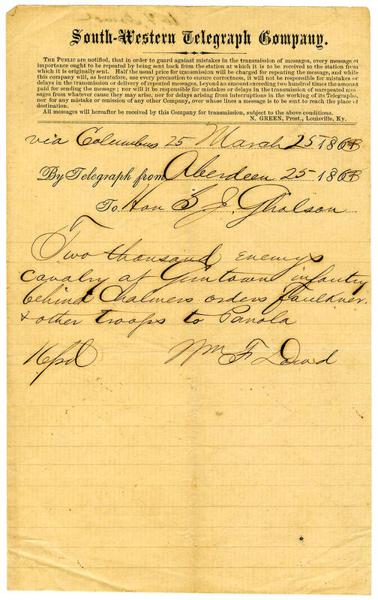 South-Western Telegraph Company.
THE PUBLIC are notified, that in order to guard against mistakes in the transmission of messages, every message of
importance ought to be repeated by being sent back from the station at which it is to be received to the station from
which it is originally sent. Half the usual price for transmission will be charged for repeating the message, and while
this company will, as heretofore, use every precaution to ensure correctness, it will not be responsible for mistakes or
delays in the transmission or delivery of repeated messages, beyond an amount exceeding two hundred times the amount
paid for sending the message; nor will it be responsible for mistakes or delays in the transmission of unrepeated mes-
sages from whatever cause they may arise, nor for delays arising from interruptions in the working of its Telegraphs,
nor for any mistake or omission of any other Company, over whose lines a message is to be sent to reach the place of
destination.
All messages will hereafter be received by this Company for transmission, subject to the above conditions.
N. GREEN, Prest., Louisville, Ky.
via Columbus 25 March 25 186
By Telegraph from Aberdeen 25 186
To Hon S J Gholson
Two thousand enemys
cavalry at Guntown infantry
behind Chalmers orders Faulkner
& other troops to Panola
16 pd Wm F Dowd